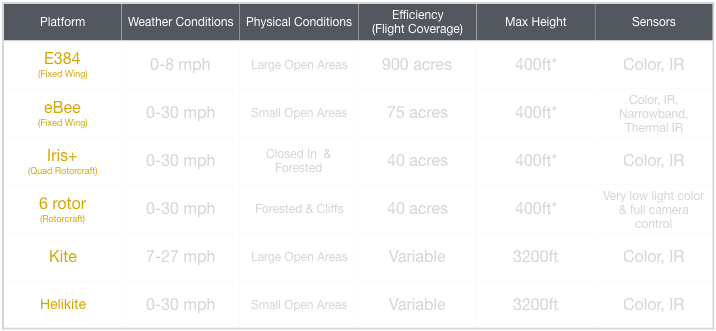 Platform Weather Conditions Physical Conditions Efficiency (Flight Coverage) Max Height Sensors
E384 (Fixed Wing) 0-8 mph Large Open Areas 900 acres 400ft* Color, IR
eBee (Fixed Wing) 0-30 mph Small Open Areas 75 acres 400ft* Color, IR, Narrowband, Thermal IR
Iris+ (Quad Rotorcraft) 0-30 mph Closed In & Forested 40 acres 400ft* Color, IR
6 rotor (Rotorcraft) 0-30 mph Forested & Cliffs 40 acres 400ft* Very low light color & full camera control
Kite 7-27 mph Large Open Areas Variable 3200ft Color, IR
Helikite 0-30 mph Small Open Areas Variable 3200ft Color, IR